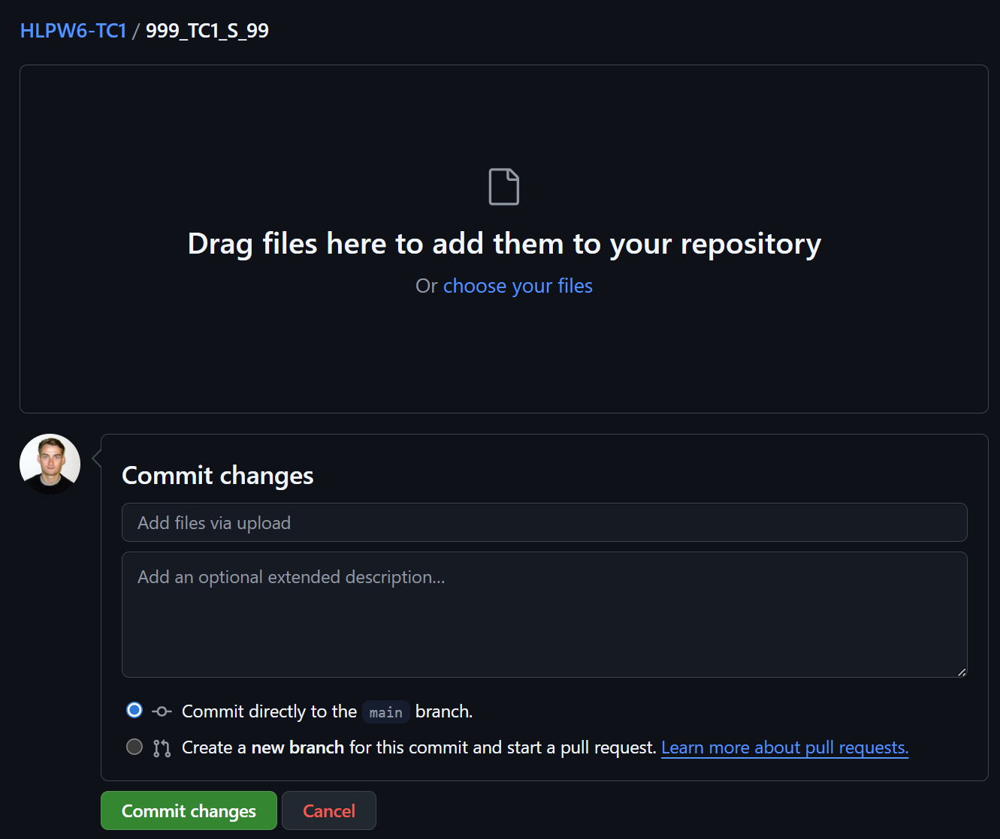 HLPW6-TC1 / 999_TC1_S_99
Drag files here to add them to your repository
Or choose your files
Commit changes
Add files via upload
Add an optional extended description...
Commit directly to the main branch.
Create a new branch for this commit and start a pull request. Learn more about pull requests.
Commit changes Cancel